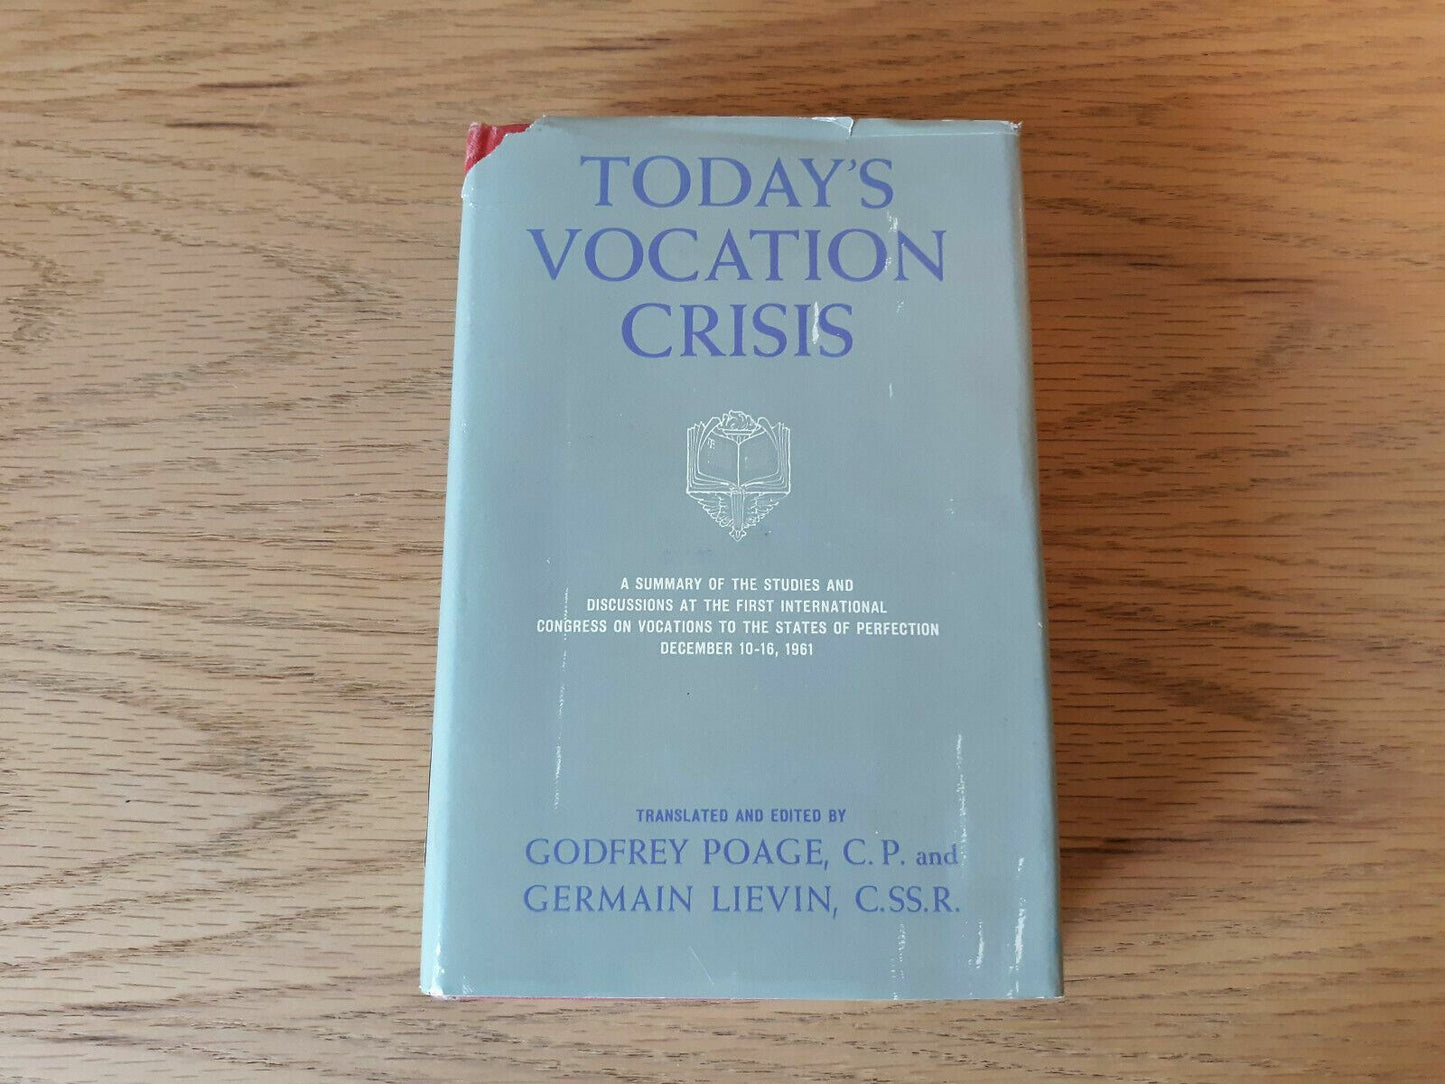 TODAY'S
VOCATION
CRISIS
A SUMMARY OF THE STUDIES AND
DISCUSSIONS AT THE FIRST INTERNATIONAL
CONGRESS ON VOCATIONS TO THE STATES OF PERFECTION
DECEMBER 10-16, 1961
TRANSLATED AND EDITED BY
GODFREY POAGE, C.P. and
GERMAIN LIEVIN, C.SS.R.